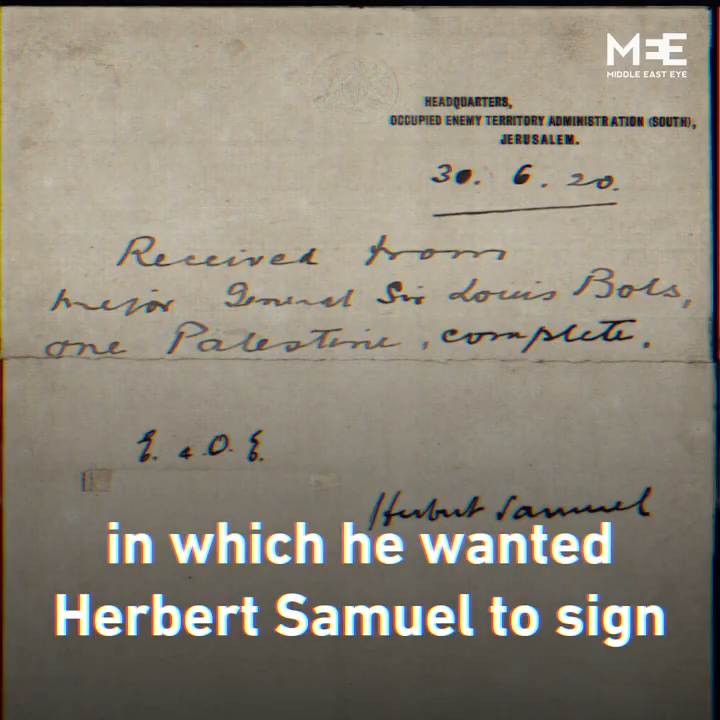 MEE
MIDDLE EAST EYE
HEADQUARTERS,
OCCUPIED ENEMY TERRITORY ADMINISTRATION (SOUTH),
JERUSALEM.
30. 6. 20.
Received from
Major General Sir Louis Bols,
one Palestine, complete.
E. & O. E.
Herbert Samuel
in which he wanted
Herbert Samuel to sign